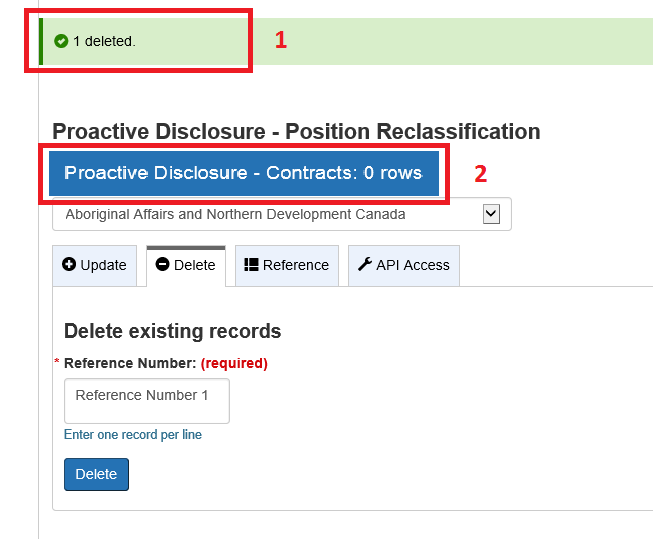 1 deleted.
1
Proactive Disclosure - Position Reclassification
Proactive Disclosure - Contracts: 0 rows
2
Aboriginal Affairs and Northern Development Canada
Update Delete Reference API Access
Delete existing records
* Reference Number: (required)
Reference Number 1
Enter one record per line
Delete